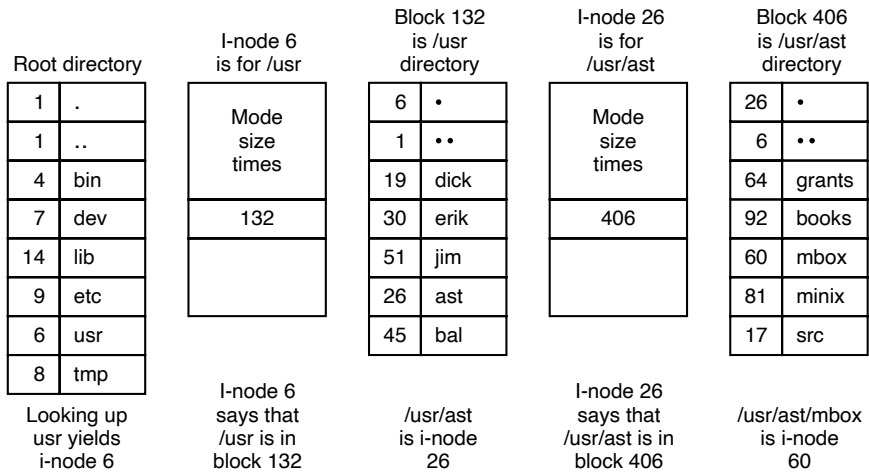 Root directory
1 .
1 ..
4 bin
7 dev
14 lib
9 etc
6 usr
8 tmp
Looking up
usr yields
i-node 6
I-node 6
is for /usr
Mode
size
times
132
I-node 6
says that
/usr is in
block 132
Block 132
is /usr
directory
6 •
1 ••
19 dick
30 erik
51 jim
26 ast
45 bal
/usr/ast
is i-node
26
I-node 26
is for
/usr/ast
Mode
size
times
406
I-node 26
says that
/usr/ast is in
block 406
Block 406
is /usr/ast
directory
26 •
6 ••
64 grants
92 books
60 mbox
81 minix
17 src
/usr/ast/mbox
is i-node
60